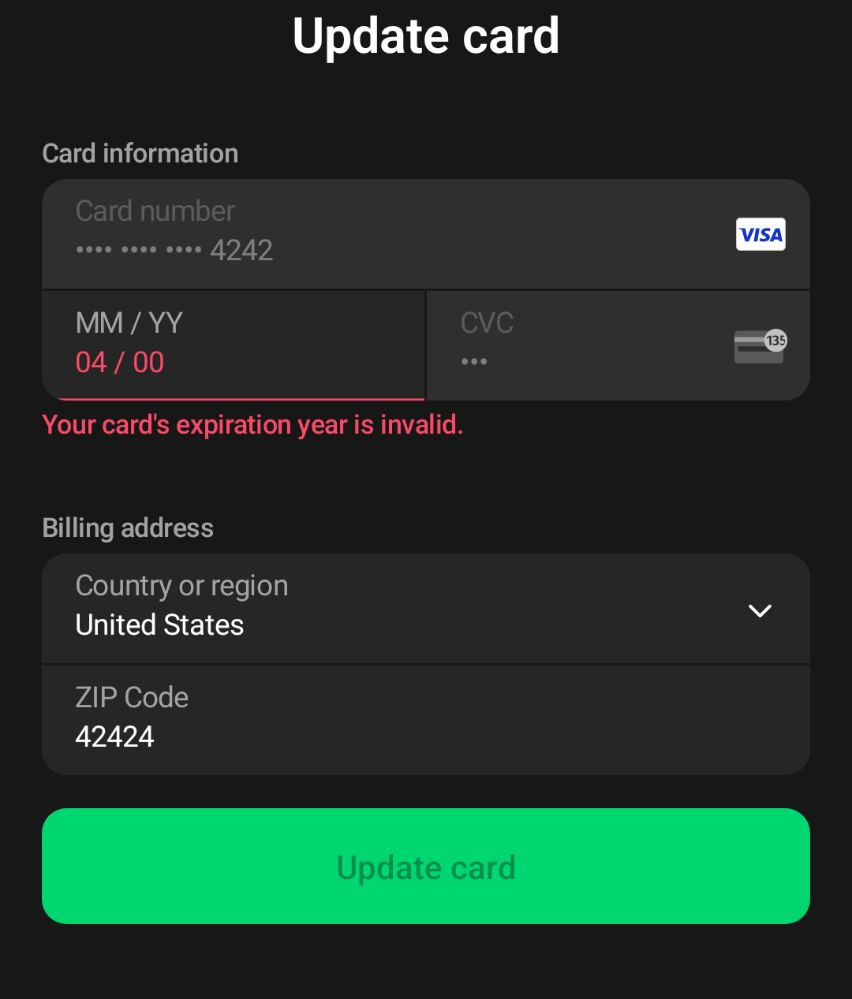 Update card
Card information
Card number
•••• •••• •••• 4242
VISA
MM / YY
04 / 00
CVC
•••
135
Your card's expiration year is invalid.
Billing address
Country or region
United States
ZIP Code
42424
Update card